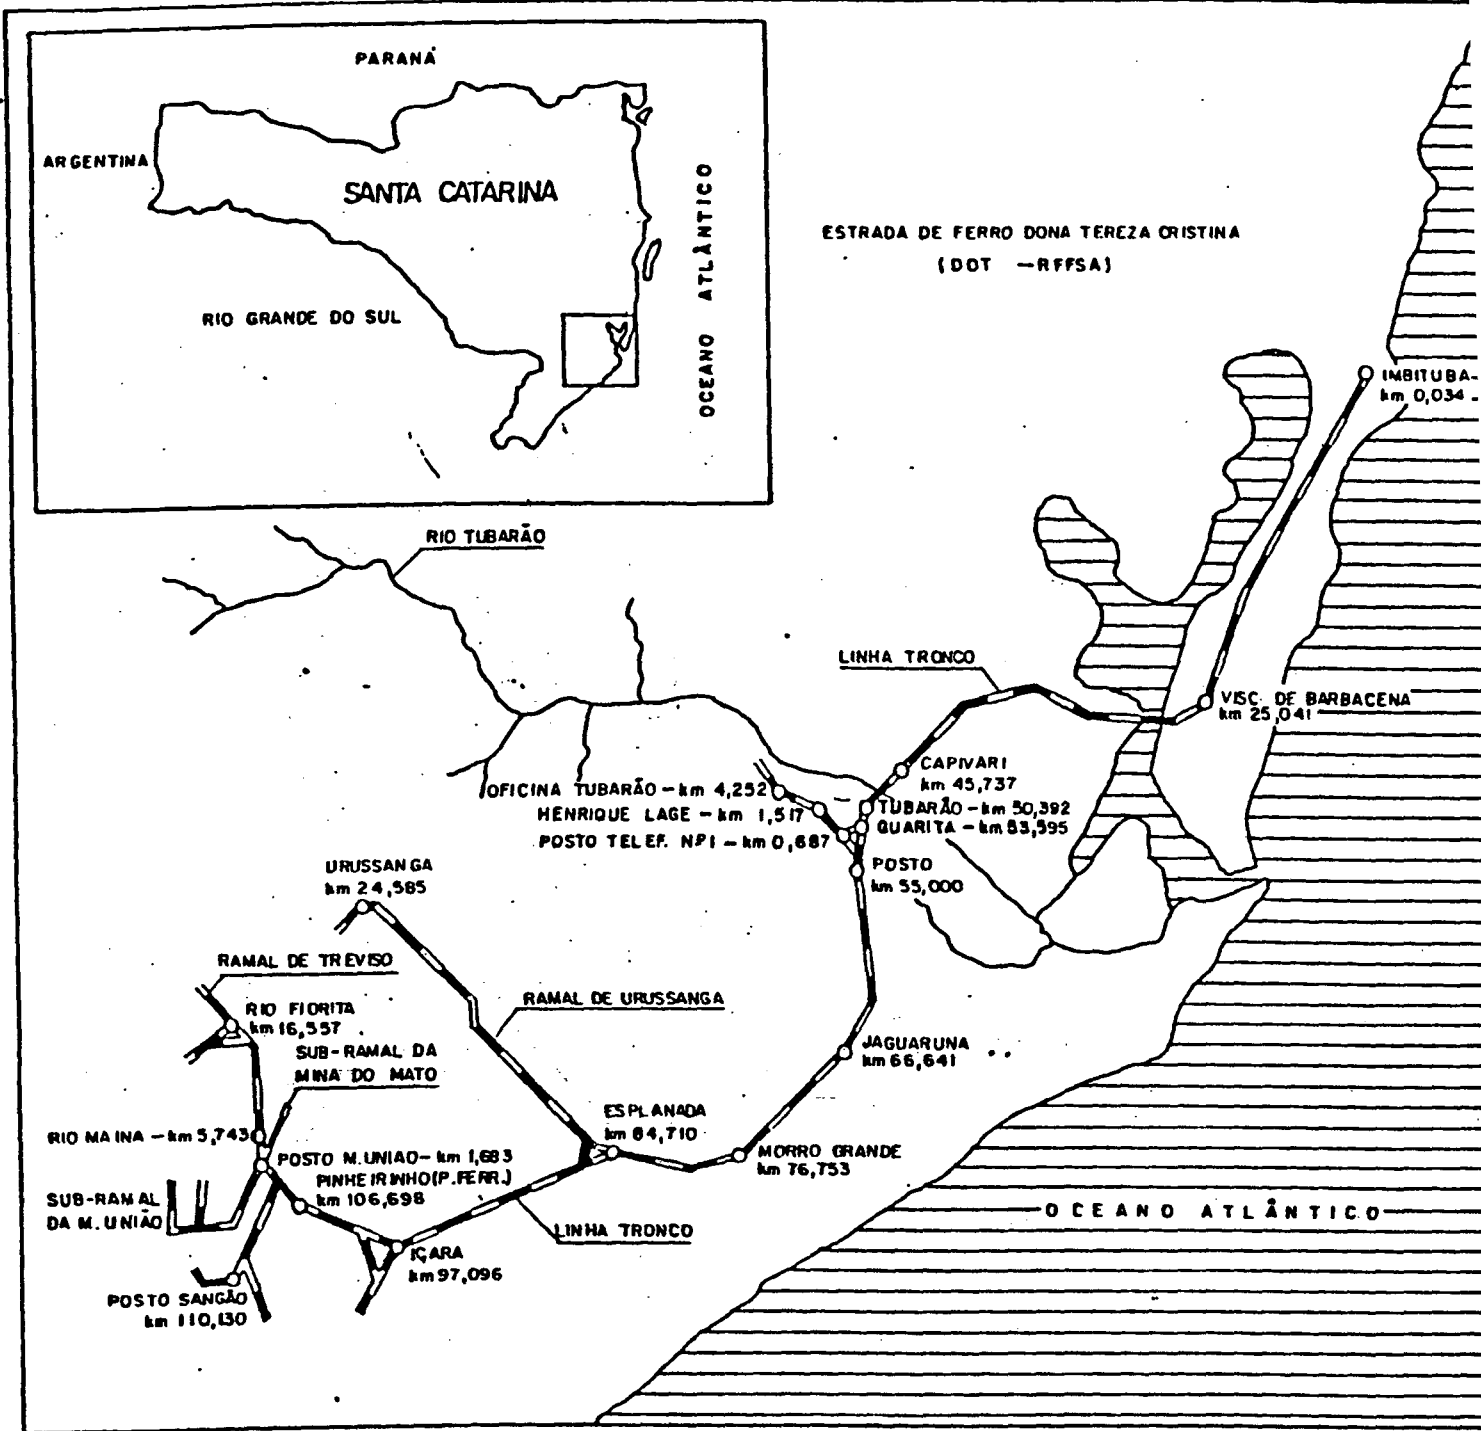 PARANÁ
ARGENTINA
SANTA CATARINA
OCEANO ATLÂNTICO
RIO GRANDE DO SUL
ESTRADA DE FERRO DONA TEREZA CRISTINA
(DOT - RFFSA)
IMBITUBA
km 0,034
RIO TUBARÃO
LINHA TRONCO
VISC. DE BARBACENA
km 25,041
CAPIVARI
km 45,737
OFICINA TUBARÃO - km 4,252
TUBARÃO - km 50,392
HENRIQUE LAGE - km 1,517
GUARITA - km 53,595
POSTO TELEF. Nº 1 - km 0,687
POSTO
km 55,000
URUSSANGA
km 24,585
RAMAL DE TREVISO
RAMAL DE URUSSANGA
RIO FIORITA
km 16,557
SUB-RAMAL DA
MINA DO MATO
JAGUARUNA
km 66,641
ESPLANADA
km 84,710
RIO MAINA - km 5,743
MORRO GRANDE
km 76,753
POSTO M. UNIAO - km 1,683
PINHEIRINHO (P. FERR.)
km 106,698
SUB-RAMAL
DA M. UNIÃO
LINHA TRONCO
IÇARA
km 97,096
POSTO SANGÃO
km 110,130
OCEANO ATLÂNTICO